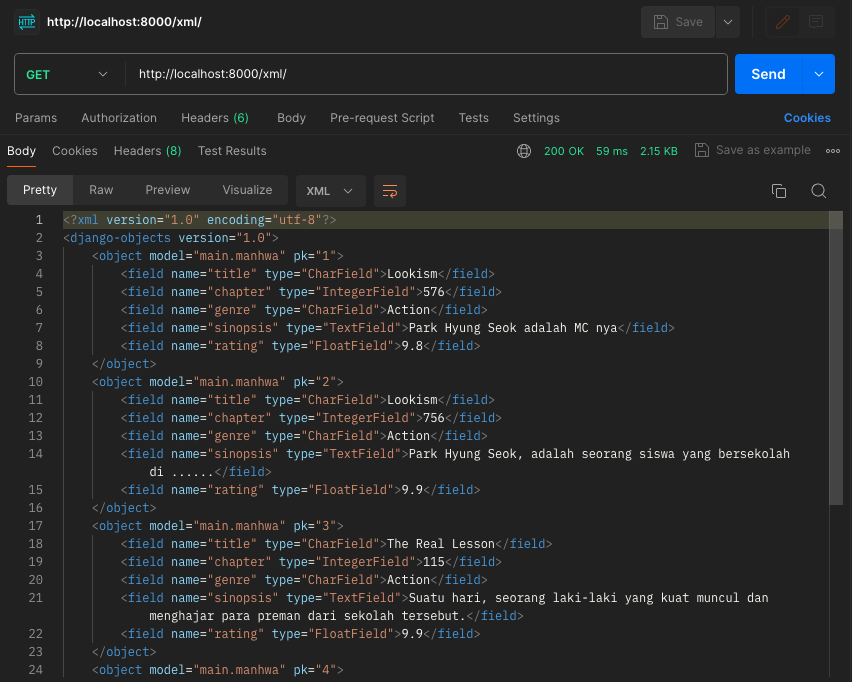 HTTP http://localhost:8000/xml/ Save
GET http://localhost:8000/xml/ Send
Params Authorization Headers (6) Body Pre-request Script Tests Settings Cookies
Body Cookies Headers (8) Test Results 200 OK 59 ms 2.15 KB Save as example
Pretty Raw Preview Visualize XML
1 <?xml version="1.0" encoding="utf-8"?>
2 <django-objects version="1.0">
3 <object model="main.manhwa" pk="1">
4 <field name="title" type="CharField">Lookism</field>
5 <field name="chapter" type="IntegerField">576</field>
6 <field name="genre" type="CharField">Action</field>
7 <field name="sinopsis" type="TextField">Park Hyung Seok adalah MC nya</field>
8 <field name="rating" type="FloatField">9.8</field>
9 </object>
10 <object model="main.manhwa" pk="2">
11 <field name="title" type="CharField">Lookism</field>
12 <field name="chapter" type="IntegerField">756</field>
13 <field name="genre" type="CharField">Action</field>
14 <field name="sinopsis" type="TextField">Park Hyung Seok, adalah seorang siswa yang bersekolah
di ......</field>
15 <field name="rating" type="FloatField">9.9</field>
16 </object>
17 <object model="main.manhwa" pk="3">
18 <field name="title" type="CharField">The Real Lesson</field>
19 <field name="chapter" type="IntegerField">115</field>
20 <field name="genre" type="CharField">Action</field>
21 <field name="sinopsis" type="TextField">Suatu hari, seorang laki-laki yang kuat muncul dan
menghajar para preman dari sekolah tersebut.</field>
22 <field name="rating" type="FloatField">9.9</field>
23 </object>
24 <object model="main.manhwa" pk="4">